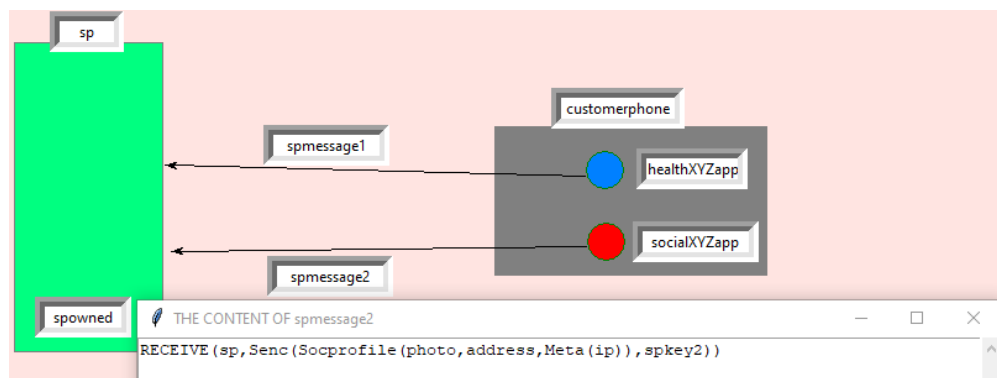 sp
customerphone
spmessage1
healthXYZapp
socialXYZapp
spmessage2
spowned
THE CONTENT OF spmessage2
RECEIVE(sp,Senc(Socprofile(photo,address,Meta(ip)),spkey2))